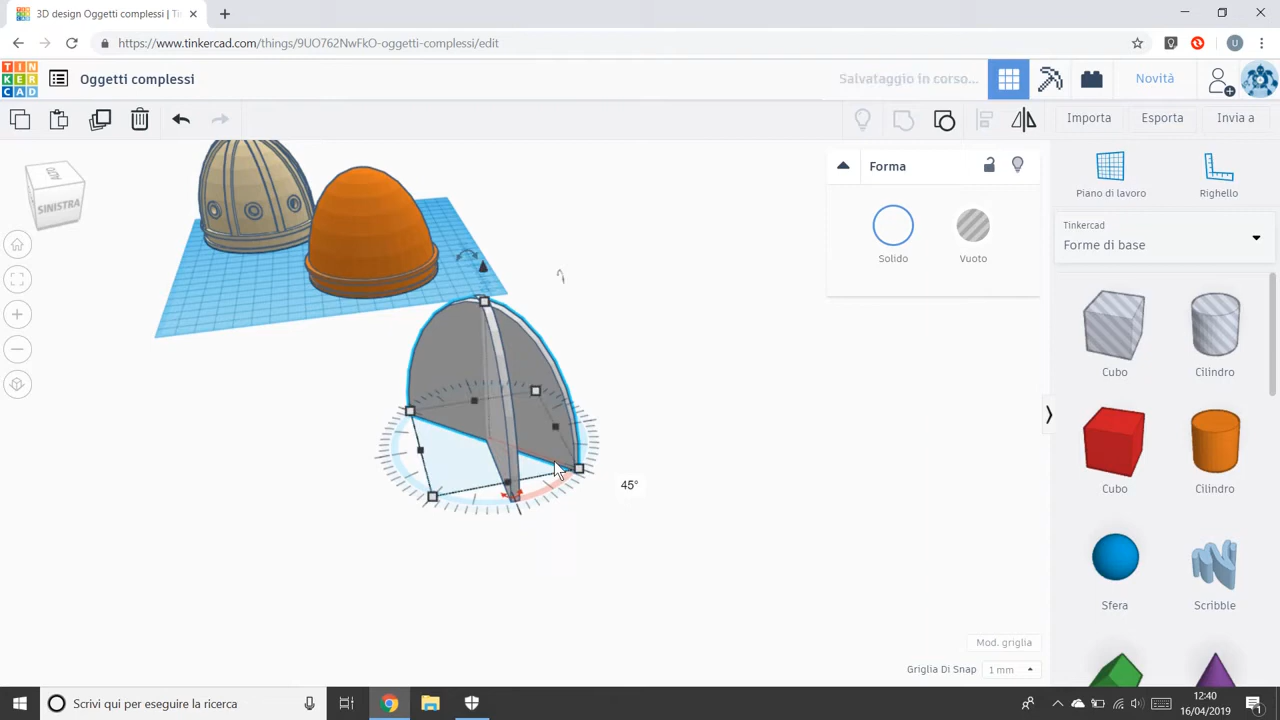 3D design Oggetti complessi | Ti
https://www.tinkercad.com/things/9UO762NwFkO-oggetti-complessi/edit
U
TIN
KER
CAD
Oggetti complessi
Salvataggio in corso...
Novità
Importa
Esporta
Invia a
Forma
Solido
Vuoto
Piano di lavoro
Righello
Tinkercad
Forme di base
SINISTRA
Cubo
Cilindro
Cubo
Cilindro
45°
Sfera
Scribble
Mod. griglia
Griglia Di Snap
1 mm
Scrivi qui per eseguire la ricerca
12:40
16/04/2019
1